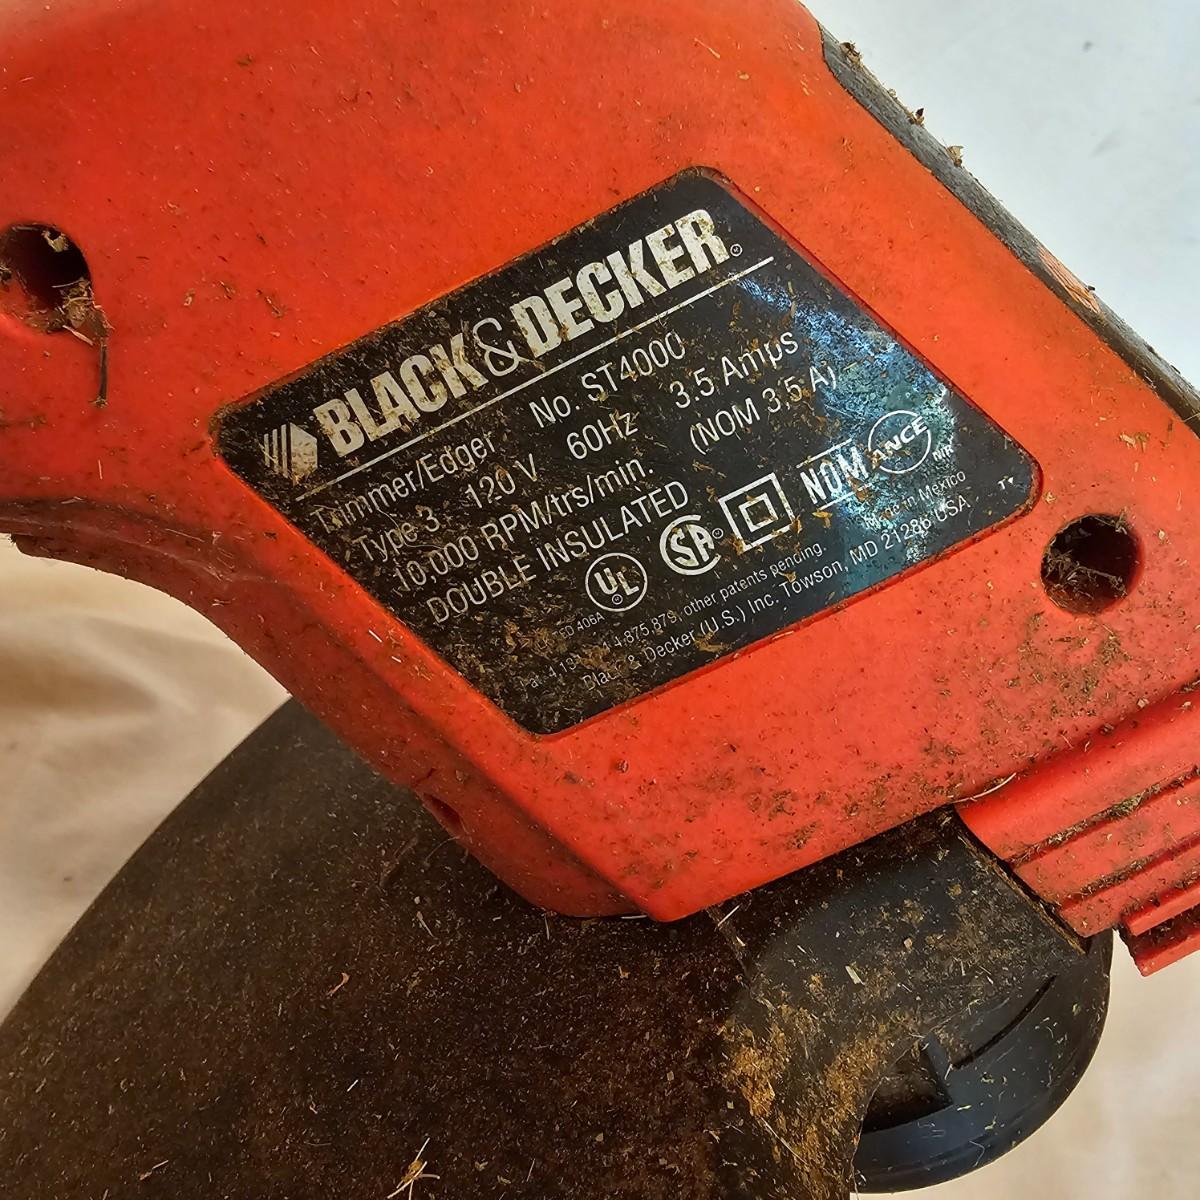 BLACK & DECKER®
Trimmer/Edger No. ST4000
Type 3 120 V 60Hz 3.5 Amps
10,000 RPM/trs/min. (NOM 3,5 A)
DOUBLE INSULATED
UL SA NOM ANCE
Made in Mexico
other patents pending.
Black & Decker (U.S.) Inc. Towson, MD 21286 USA